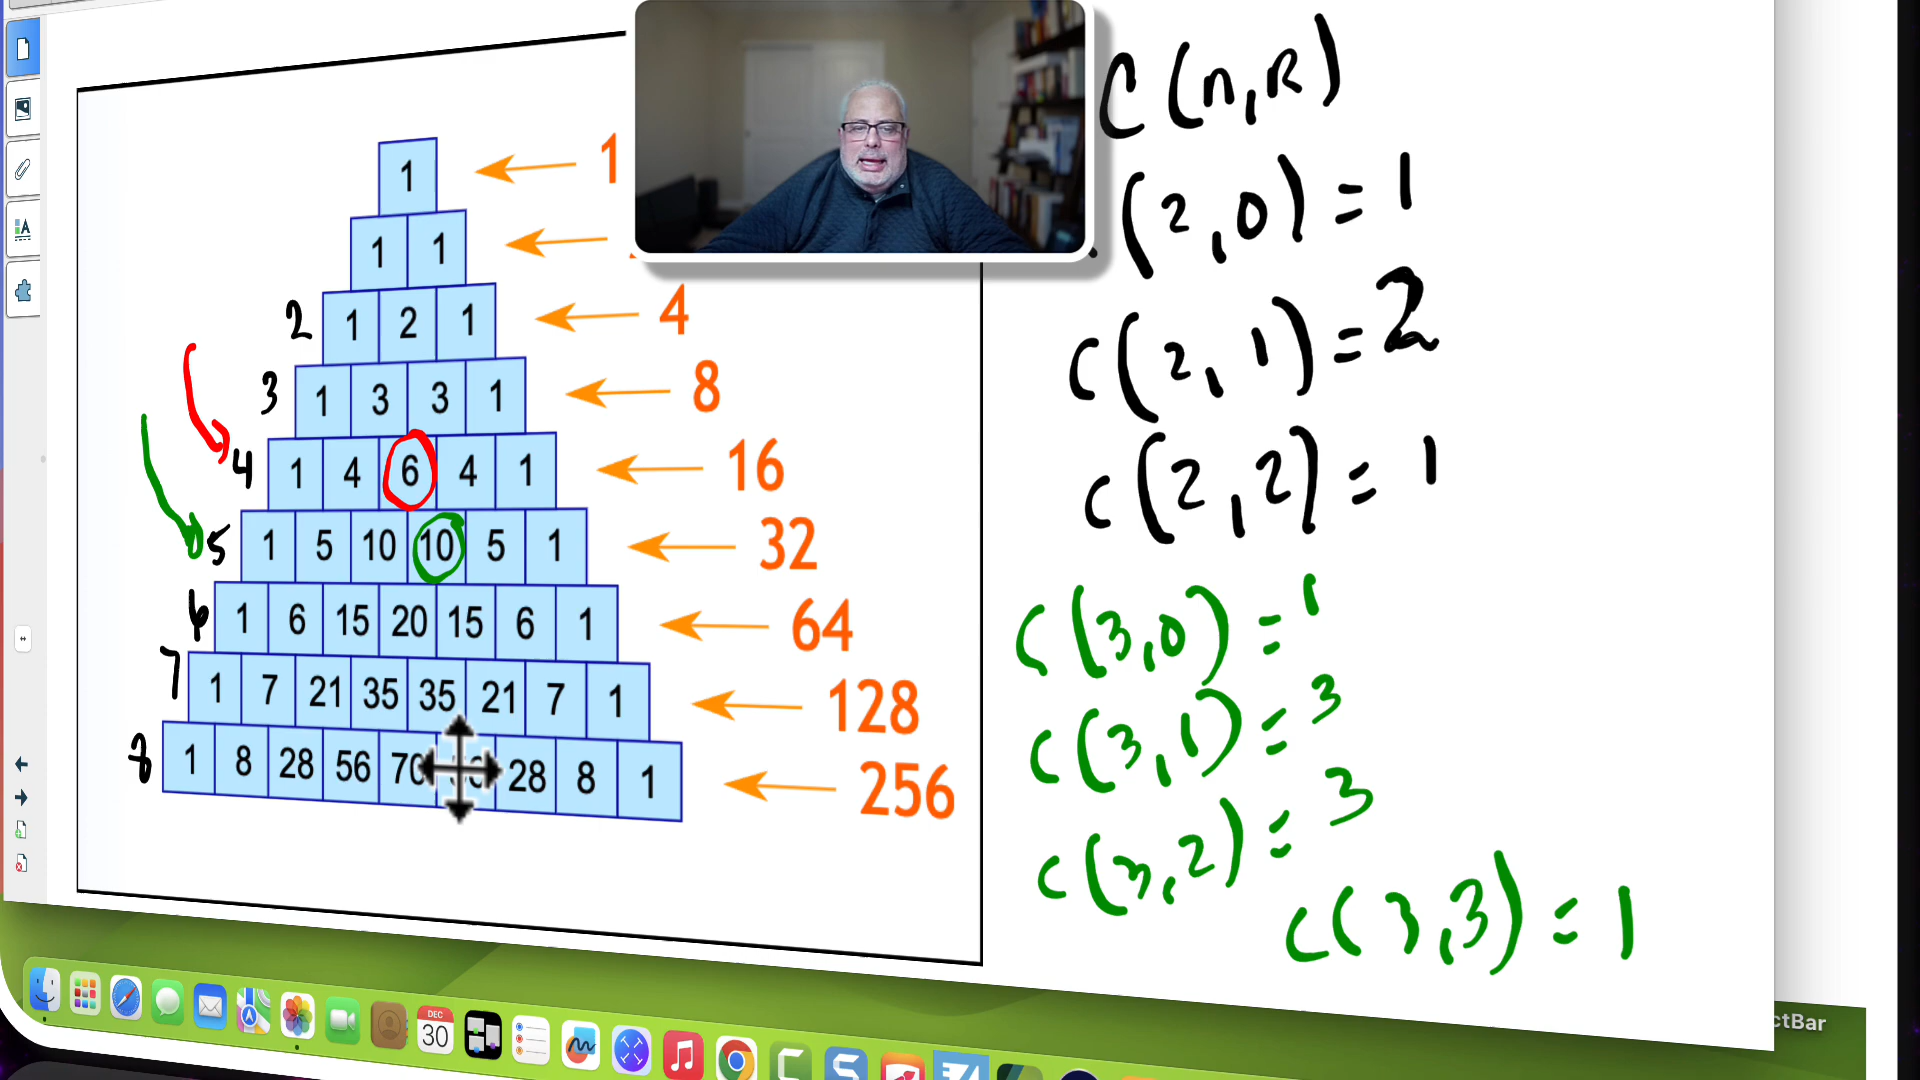 1 1
1 1
2 1 2 1 4
3 1 3 3 1 8
4 1 4 6 4 1 16
5 1 5 10 10 5 1 32
6 1 6 15 20 15 6 1 64
7 1 7 21 35 35 21 7 1 128
8 1 8 28 56 70 28 8 1 256
C(n,R)
(2,0) = 1
C(2,1) = 2
C(2,2) = 1
C(3,0) = 1
C(3,1) = 3
C(3,2) = 3
C(3,3) = 1
DEC
30
ctBar